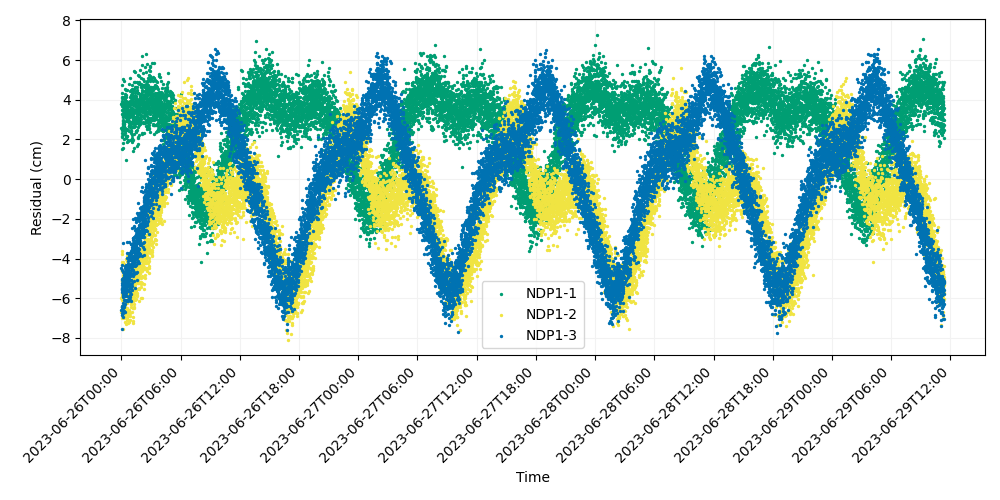 8
6
4
2
0
−2
−4
−6
−8
Residual (cm)
NDP1-1
NDP1-2
NDP1-3
2023-06-26T00:00
2023-06-26T06:00
2023-06-26T12:00
2023-06-26T18:00
2023-06-27T00:00
2023-06-27T06:00
2023-06-27T12:00
2023-06-27T18:00
2023-06-28T00:00
2023-06-28T06:00
2023-06-28T12:00
2023-06-28T18:00
2023-06-29T00:00
2023-06-29T06:00
2023-06-29T12:00
Time